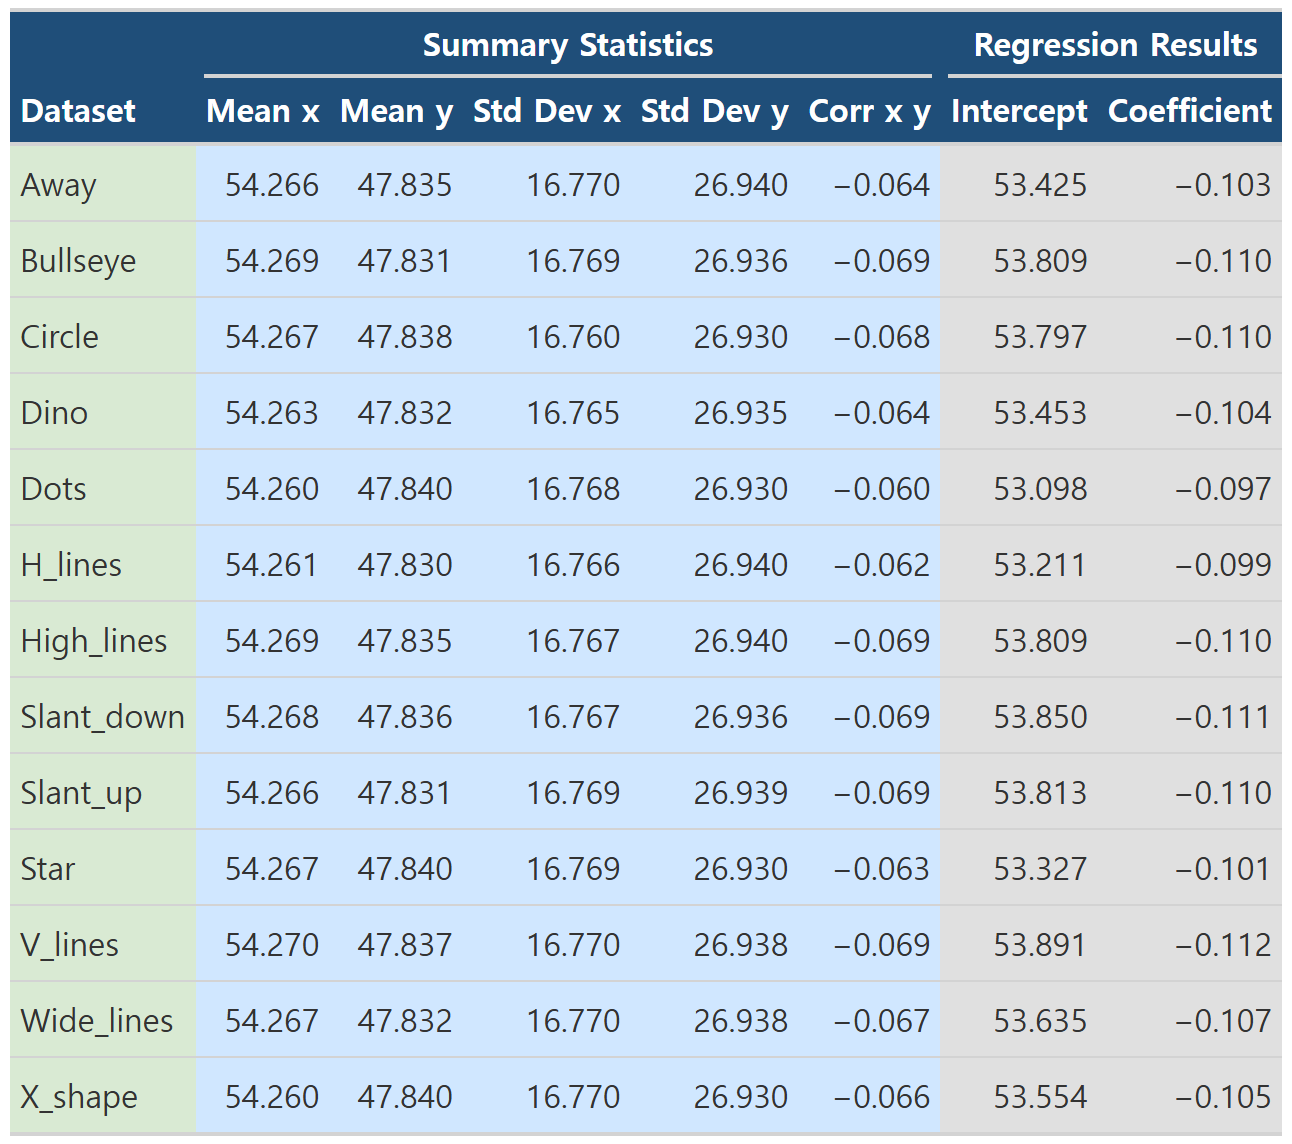 Summary Statistics Regression Results
Dataset Mean x Mean y Std Dev x Std Dev y Corr x y Intercept Coefficient
Away 54.266 47.835 16.770 26.940 −0.064 53.425 −0.103
Bullseye 54.269 47.831 16.769 26.936 −0.069 53.809 −0.110
Circle 54.267 47.838 16.760 26.930 −0.068 53.797 −0.110
Dino 54.263 47.832 16.765 26.935 −0.064 53.453 −0.104
Dots 54.260 47.840 16.768 26.930 −0.060 53.098 −0.097
H_lines 54.261 47.830 16.766 26.940 −0.062 53.211 −0.099
High_lines 54.269 47.835 16.767 26.940 −0.069 53.809 −0.110
Slant_down 54.268 47.836 16.767 26.936 −0.069 53.850 −0.111
Slant_up 54.266 47.831 16.769 26.939 −0.069 53.813 −0.110
Star 54.267 47.840 16.769 26.930 −0.063 53.327 −0.101
V_lines 54.270 47.837 16.770 26.938 −0.069 53.891 −0.112
Wide_lines 54.267 47.832 16.770 26.938 −0.067 53.635 −0.107
X_shape 54.260 47.840 16.770 26.930 −0.066 53.554 −0.105